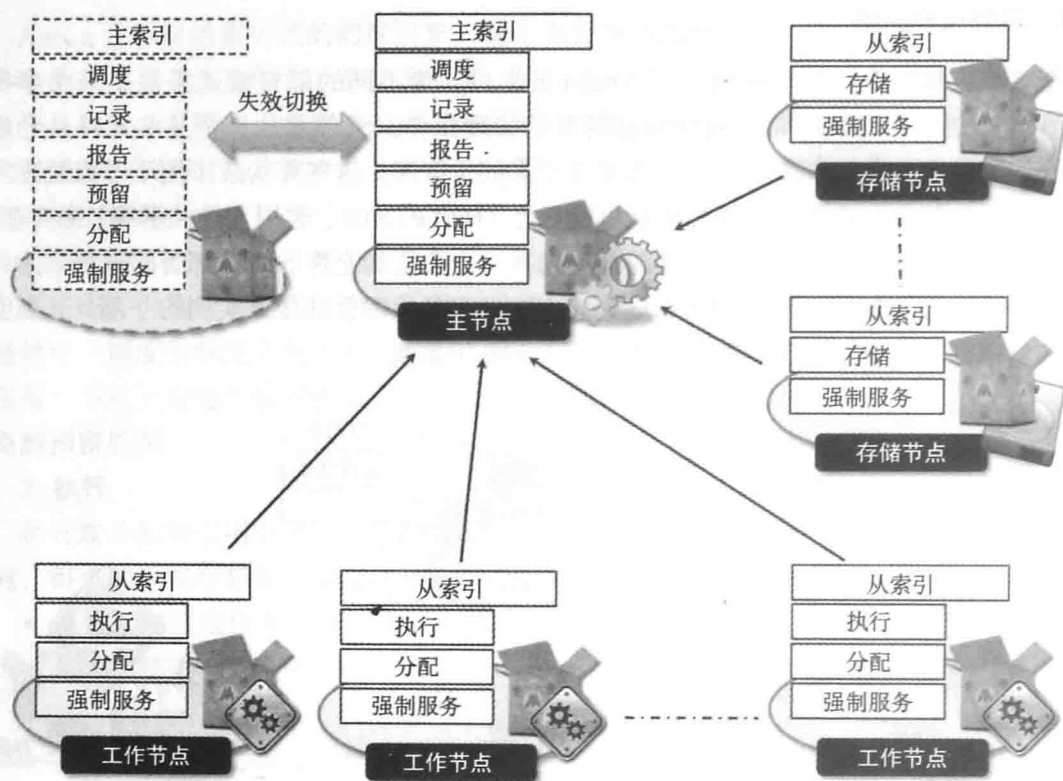 主索引
调度
记录
报告
预留
分配
强制服务
失效切换
主索引
调度
记录
报告
预留
分配
强制服务
主节点
从索引
存储
强制服务
存储节点
从索引
存储
强制服务
存储节点
从索引
执行
分配
强制服务
工作节点
从索引
执行
分配
强制服务
工作节点
从索引
执行
分配
强制服务
工作节点